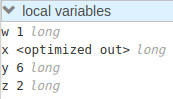 local variables
w 1 long
x <optimized out> long
y 6 long
z 2 long